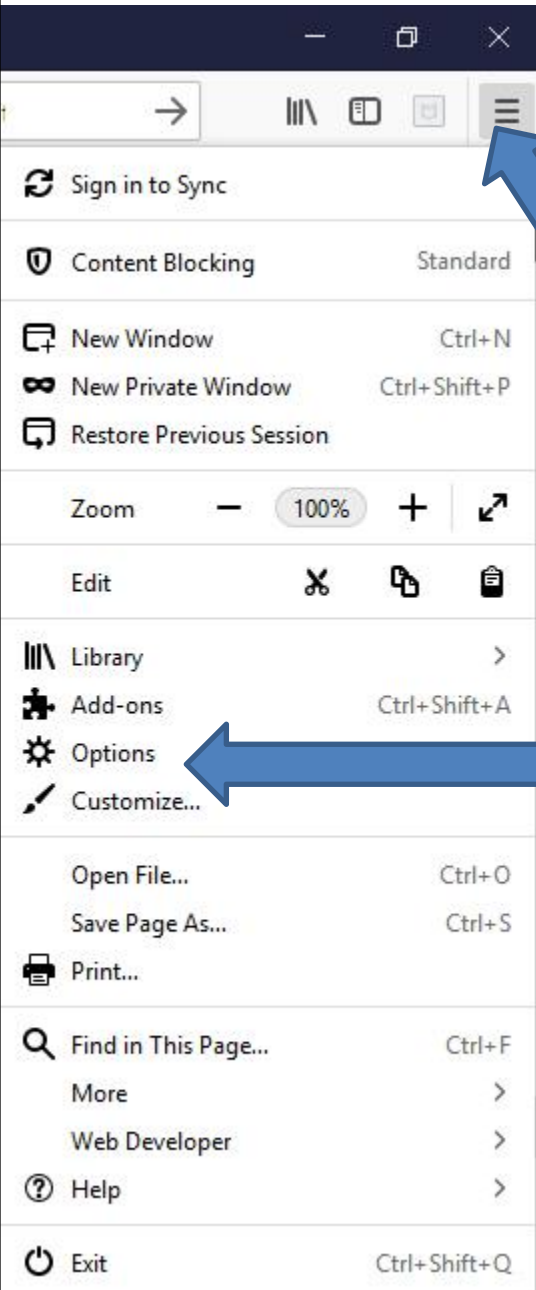 Sign in to Sync
Content Blocking Standard
New Window Ctrl+N
New Private Window Ctrl+Shift+P
Restore Previous Session
Zoom 100%
Edit
Library
Add-ons Ctrl+Shift+A
Options
Customize...
Open File... Ctrl+O
Save Page As... Ctrl+S
Print...
Find in This Page... Ctrl+F
More
Web Developer
Help
Exit Ctrl+Shift+Q